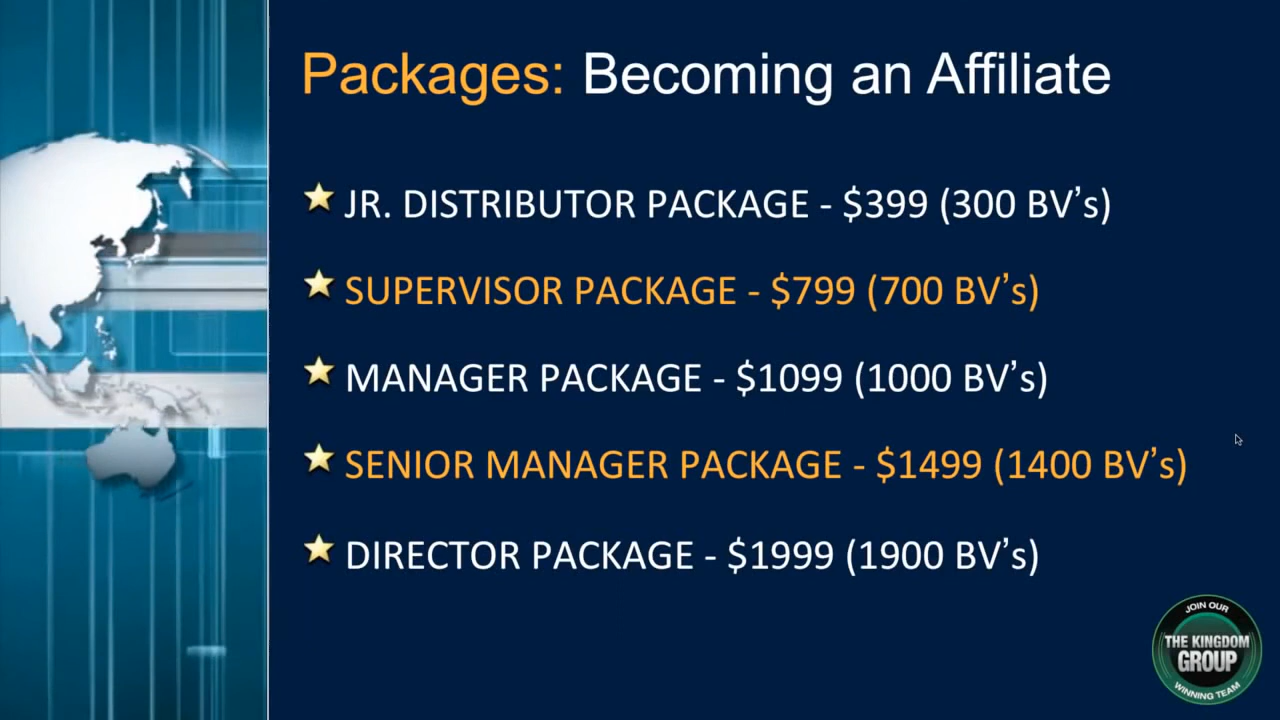 Packages: Becoming an Affiliate
JR. DISTRIBUTOR PACKAGE - $399 (300 BV’s)
SUPERVISOR PACKAGE - $799 (700 BV’s)
MANAGER PACKAGE - $1099 (1000 BV’s)
SENIOR MANAGER PACKAGE - $1499 (1400 BV’s)
DIRECTOR PACKAGE - $1999 (1900 BV’s)
JOIN OUR
THE KINGDOM
GROUP
WINNING TEAM